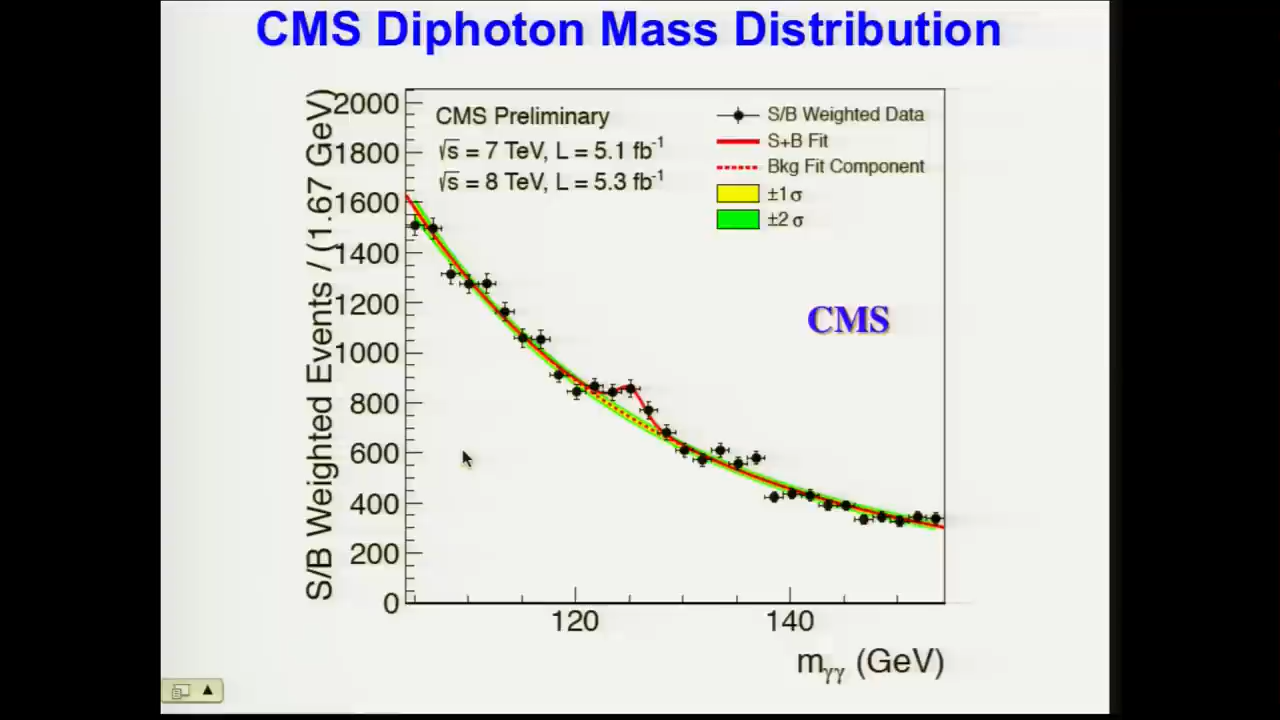 CMS Diphoton Mass Distribution
S/B Weighted Events / (1.67 GeV)
2000
1800
1600
1400
1200
1000
800
600
400
200
0
CMS Preliminary
√s = 7 TeV, L = 5.1 fb⁻¹
√s = 8 TeV, L = 5.3 fb⁻¹
S/B Weighted Data
S+B Fit
Bkg Fit Component
±1σ
±2σ
CMS
120 140
mγγ (GeV)